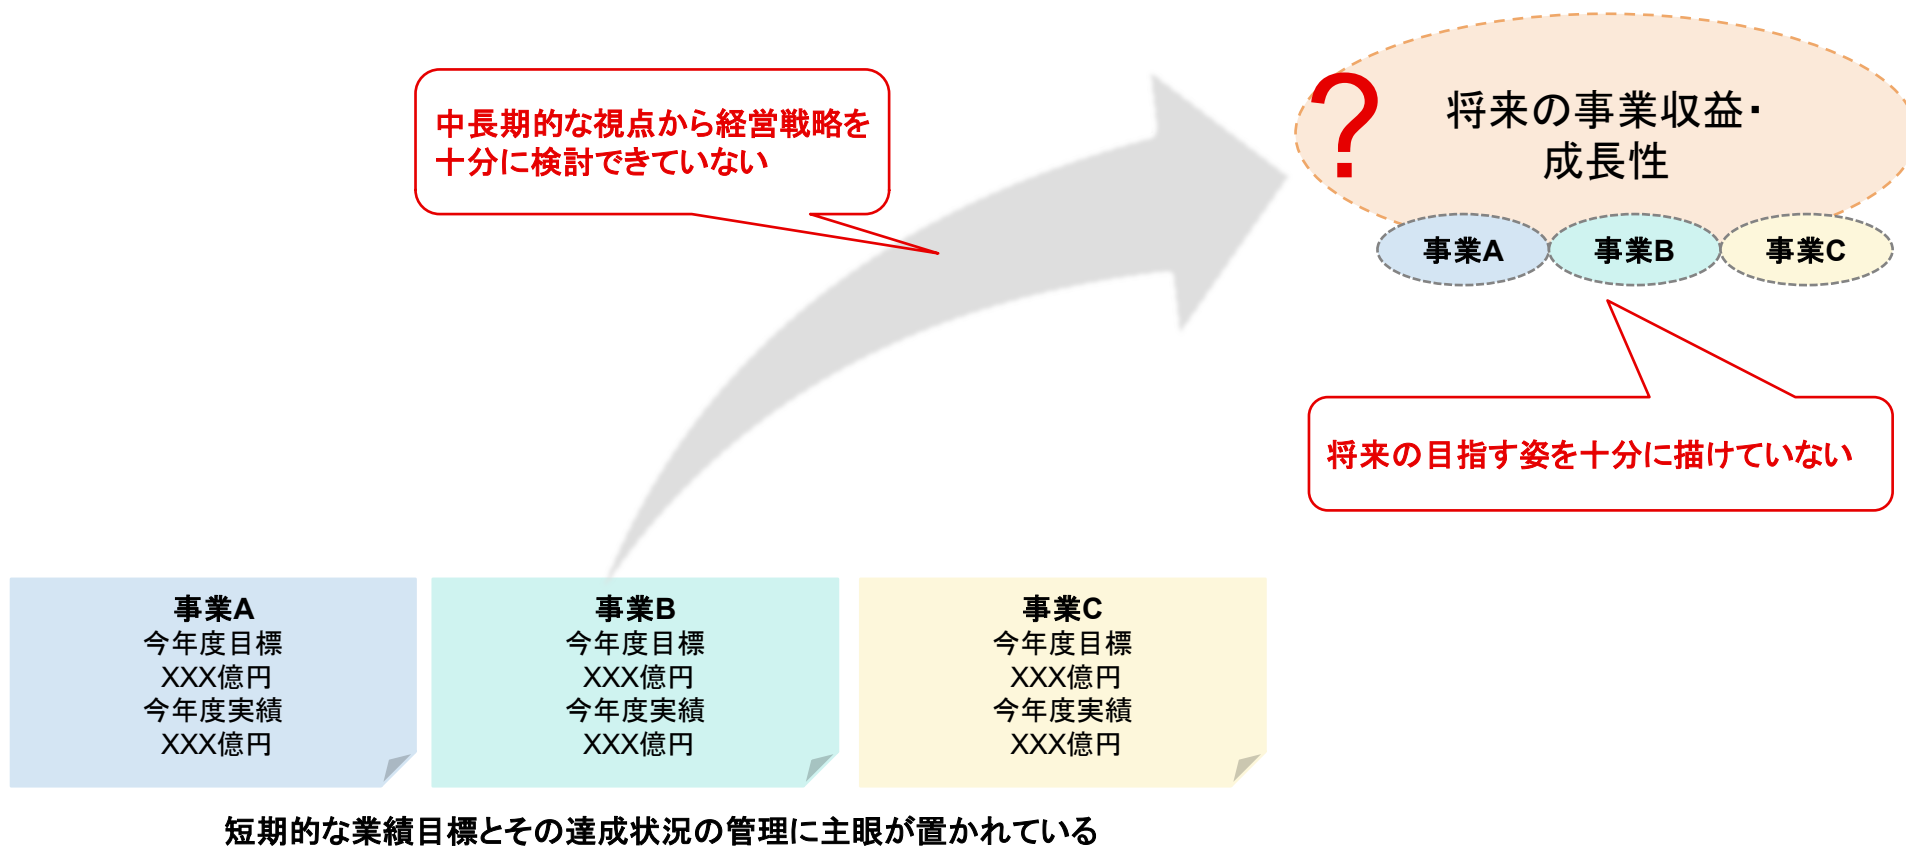 中長期的な視点から経営戦略を
十分に検討できていない
?
将来の事業収益・
成長性
事業A
事業B
事業C
将来の目指す姿を十分に描けていない
事業A
今年度目標
XXX億円
今年度実績
XXX億円
事業B
今年度目標
XXX億円
今年度実績
XXX億円
事業C
今年度目標
XXX億円
今年度実績
XXX億円
短期的な業績目標とその達成状況の管理に主眼が置かれている